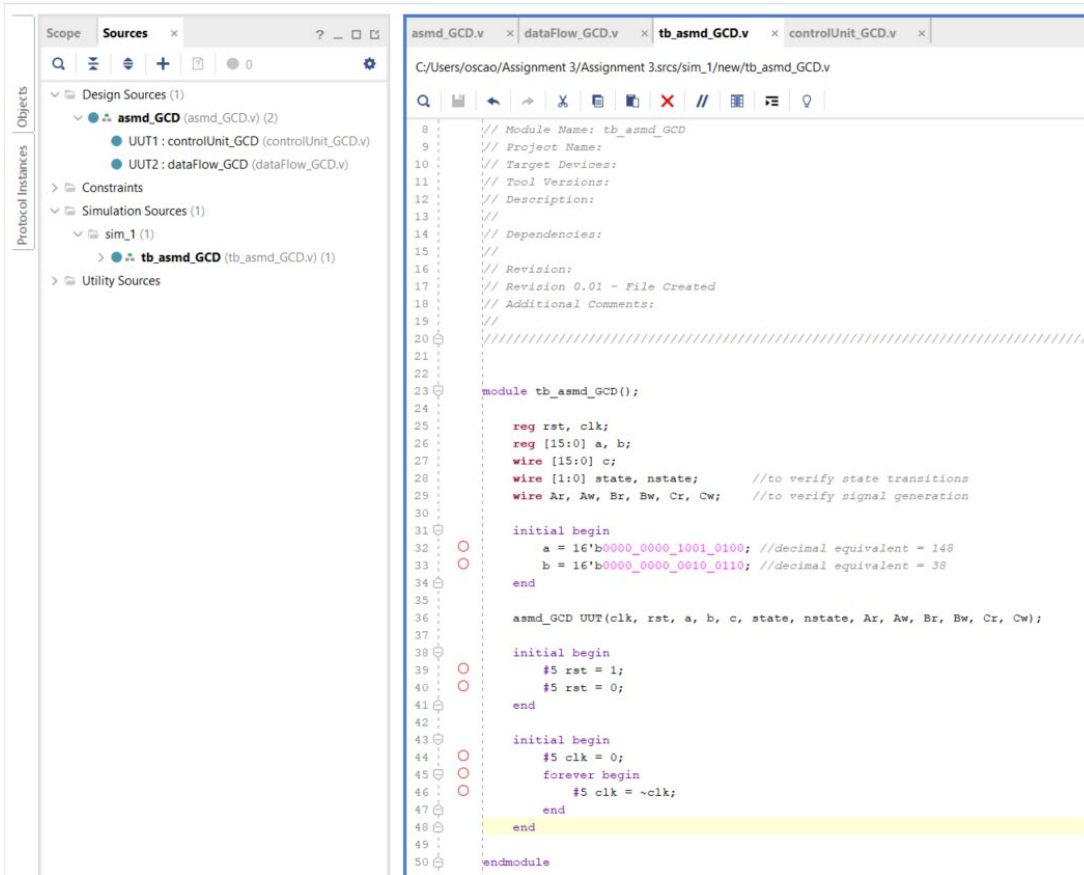 Scope Sources × ? _ □
0
Design Sources (1)
asmd_GCD (asmd_GCD.v) (2)
UUT1 : controlUnit_GCD (controlUnit_GCD.v)
UUT2 : dataFlow_GCD (dataFlow_GCD.v)
Constraints
Simulation Sources (1)
sim_1 (1)
tb_asmd_GCD (tb_asmd_GCD.v) (1)
Utility Sources
Objects
Protocol Instances
asmd_GCD.v × dataFlow_GCD.v × tb_asmd_GCD.v × controlUnit_GCD.v ×
C:/Users/oscao/Assignment 3/Assignment 3.srcs/sim_1/new/tb_asmd_GCD.v
8 // Module Name: tb_asmd_GCD
9 // Project Name:
10 // Target Devices:
11 // Tool Versions:
12 // Description:
13 //
14 // Dependencies:
15 //
16 // Revision:
17 // Revision 0.01 - File Created
18 // Additional Comments:
19 //
20 ////////////////////////////////////////////////////////////////////////////////
21
22
23 module tb_asmd_GCD();
24
25 reg rst, clk;
26 reg [15:0] a, b;
27 wire [15:0] c;
28 wire [1:0] state, nstate; //to verify state transitions
29 wire Ar, Aw, Br, Bw, Cr, Cw; //to verify signal generation
30
31 initial begin
32 a = 16'b0000_0000_1001_0100; //decimal equivalent = 148
33 b = 16'b0000_0000_0010_0110; //decimal equivalent = 38
34 end
35
36 asmd_GCD UUT(clk, rst, a, b, c, state, nstate, Ar, Aw, Br, Bw, Cr, Cw);
37
38 initial begin
39 #5 rst = 1;
40 #5 rst = 0;
41 end
42
43 initial begin
44 #5 clk = 0;
45 forever begin
46 #5 clk = ~clk;
47 end
48 end
49
50 endmodule